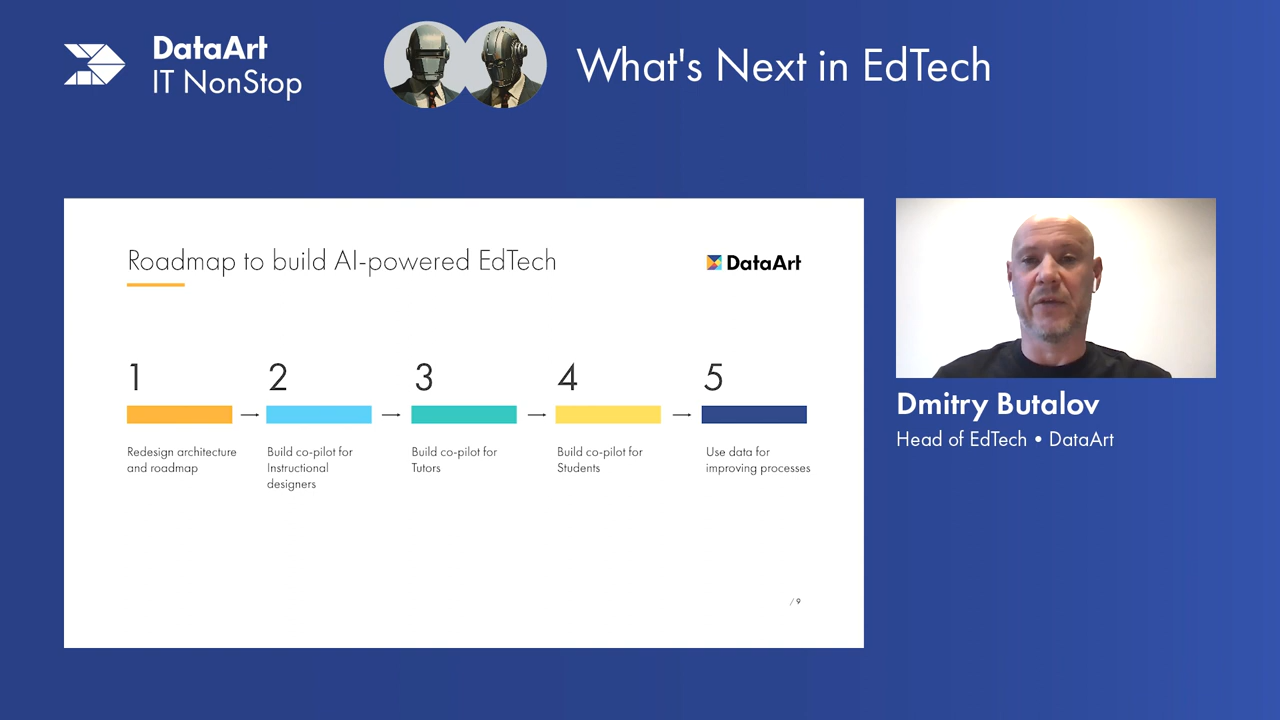 DataArt
IT NonStop
What's Next in EdTech
Roadmap to build AI-powered EdTech
DataArt
1
2
3
4
5
Redesign architecture
and roadmap
Build co-pilot for
Instructional
designers
Build co-pilot for
Tutors
Build co-pilot for
Students
Use data for
improving processes
/ 9
Dmitry Butalov
Head of EdTech • DataArt